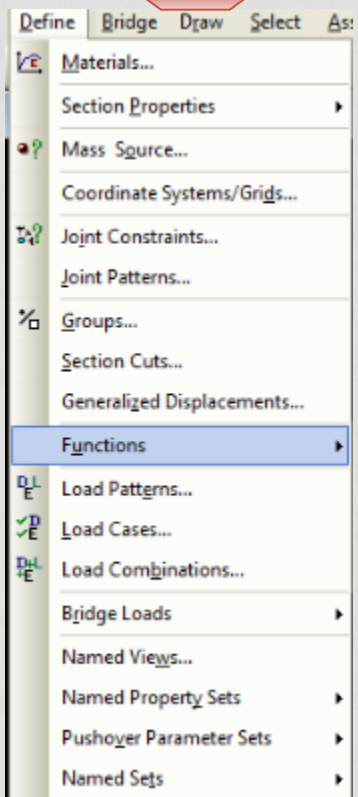 Define Bridge Draw Select Ass
Materials...
Section Properties
Mass Source...
Coordinate Systems/Grids...
Joint Constraints...
Joint Patterns...
Groups...
Section Cuts...
Generalized Displacements...
Functions
Load Patterns...
Load Cases...
Load Combinations...
Bridge Loads
Named Views...
Named Property Sets
Pushover Parameter Sets
Named Sets